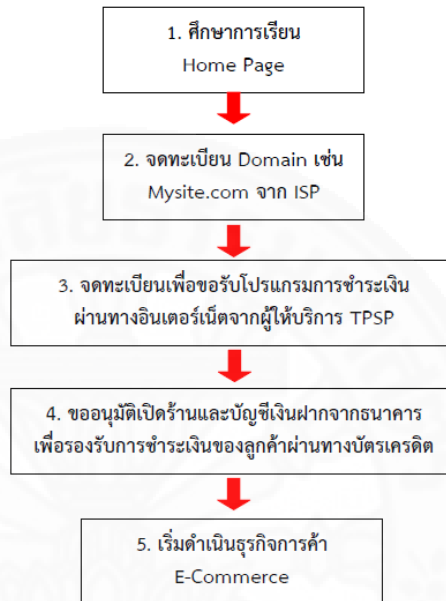 1. ศึกษาการเรียน
Home Page
2. จดทะเบียน Domain เช่น
Mysite.com จาก ISP
3. จดทะเบียนเพื่อขอรับโปรแกรมการชำระเงิน
ผ่านทางอินเตอร์เน็ตจากผู้ให้บริการ TPSP
4. ขออนุมัติเปิดร้านและบัญชีเงินฝากจากธนาคาร
เพื่อรองรับการชำระเงินของลูกค้าผ่านทางบัตรเครดิต
5. เริ่มดำเนินธุรกิจการค้า
E-Commerce